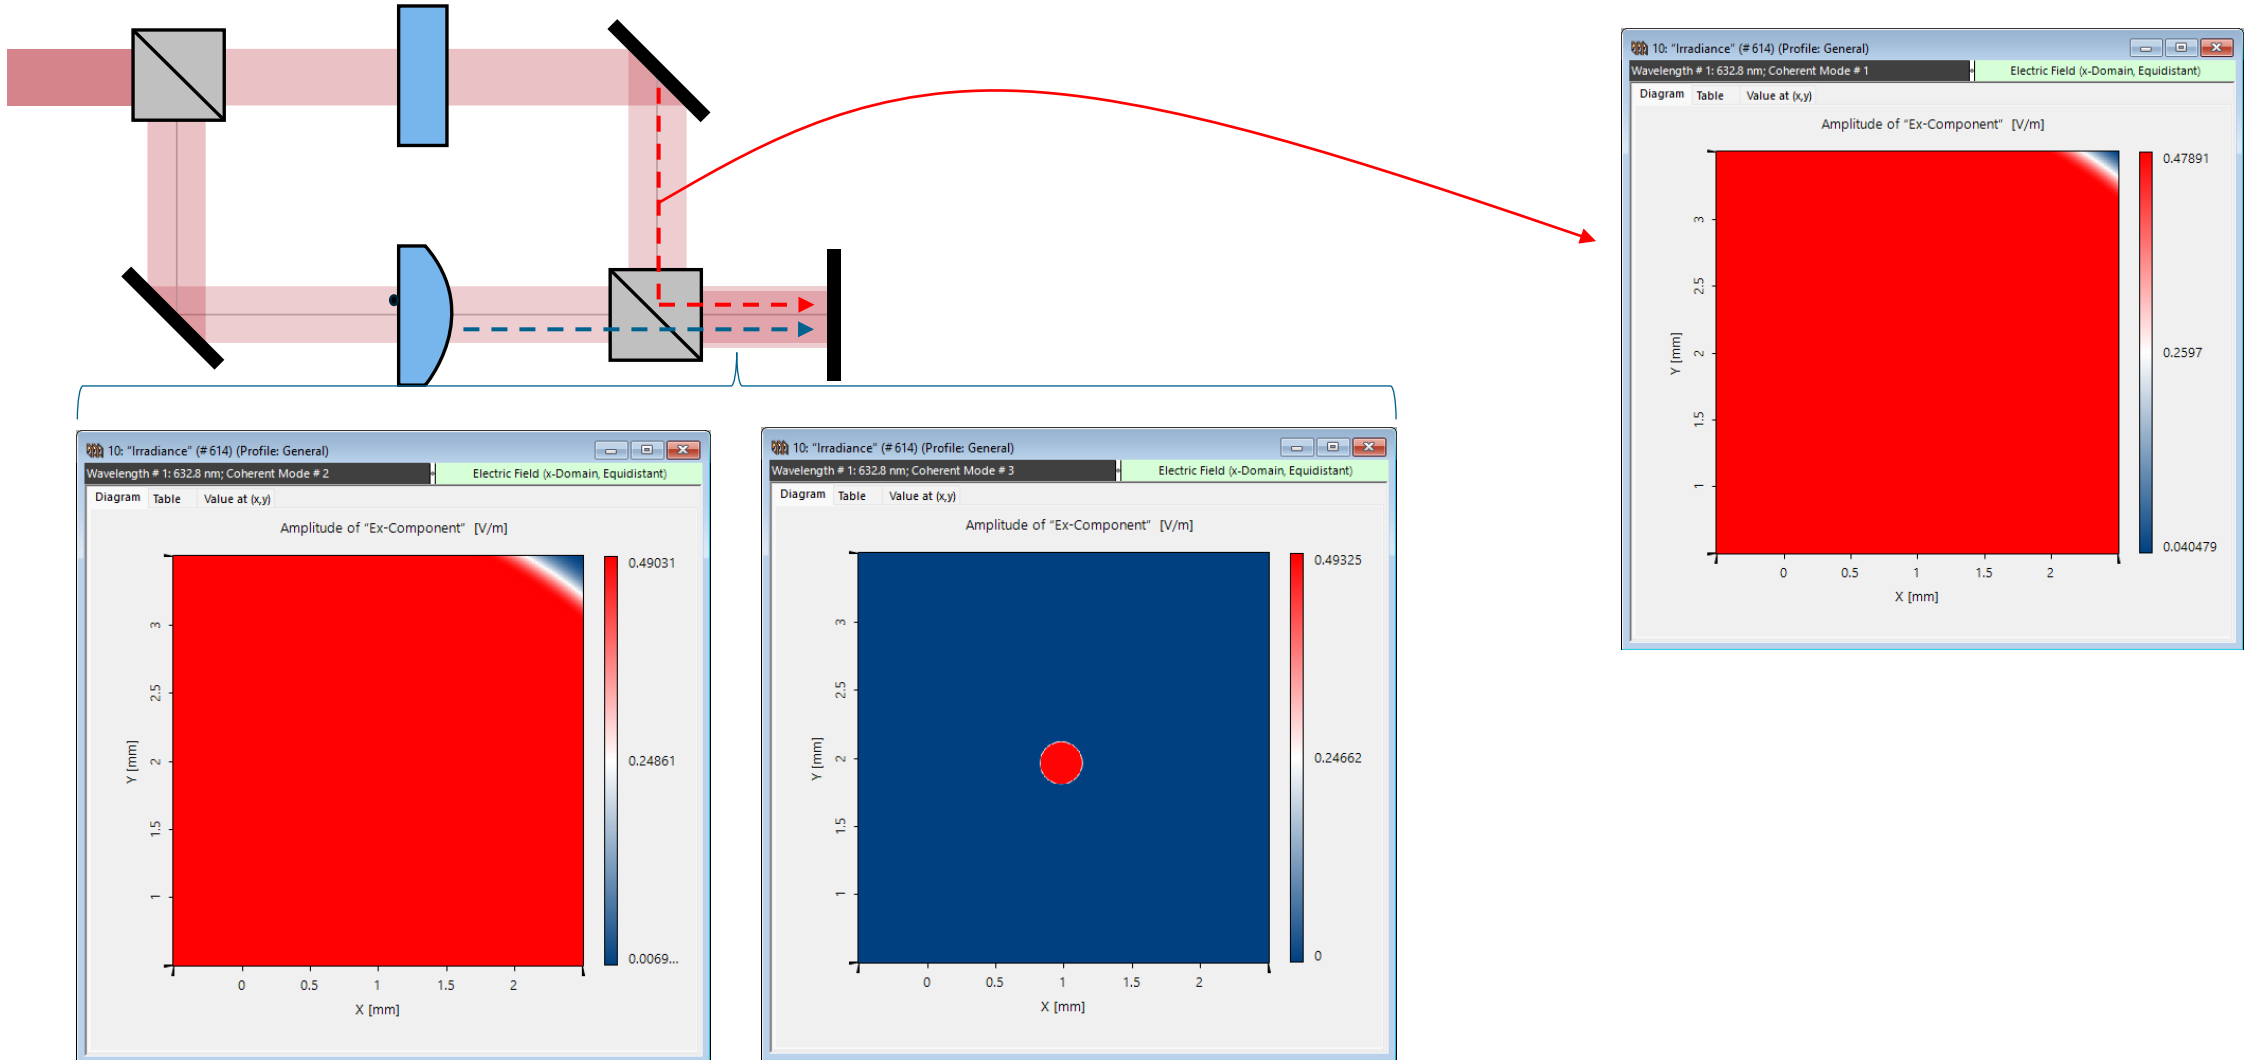 10: "Irradiance" (#614) (Profile: General)
Wavelength # 1: 632.8 nm; Coherent Mode # 1
Electric Field (x-Domain, Equidistant)
Diagram Table Value at (x,y)
Amplitude of "Ex-Component" [V/m]
0.47891
0.2597
0.040479
3
2.5
2
1.5
1
Y [mm]
0 0.5 1 1.5 2
X [mm]
10: "Irradiance" (#614) (Profile: General)
Wavelength # 1: 632.8 nm; Coherent Mode # 2
Electric Field (x-Domain, Equidistant)
Diagram Table Value at (x,y)
Amplitude of "Ex-Component" [V/m]
0.49031
0.24861
0.0069...
3
2.5
2
1.5
1
Y [mm]
0 0.5 1 1.5 2
X [mm]
10: "Irradiance" (#614) (Profile: General)
Wavelength # 1: 632.8 nm; Coherent Mode # 3
Electric Field (x-Domain, Equidistant)
Diagram Table Value at (x,y)
Amplitude of "Ex-Component" [V/m]
0.49325
0.24662
0
3
2.5
2
1.5
1
Y [mm]
0 0.5 1 1.5 2
X [mm]